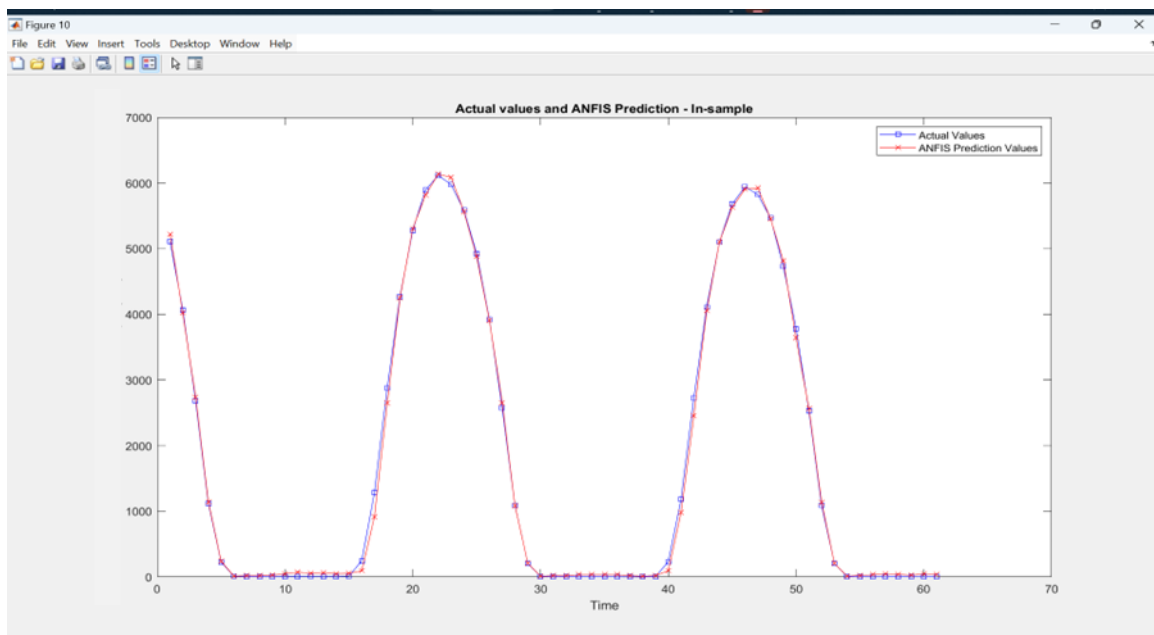 Figure 10
File Edit View Insert Tools Desktop Window Help
Actual values and ANFIS Prediction - In-sample
7000
Actual Values
ANFIS Prediction Values
6000
5000
4000
3000
2000
1000
0
0 10 20 30 40 50 60 70
Time